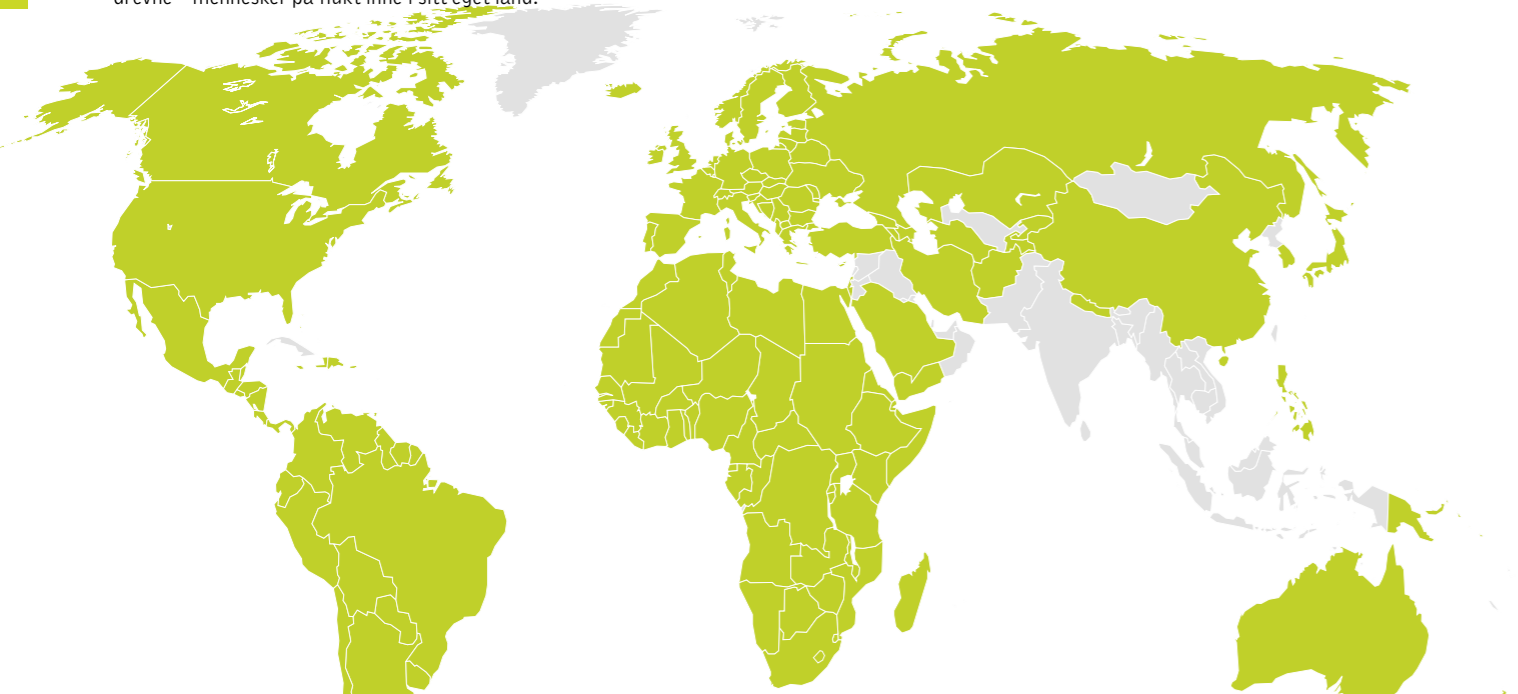 drevne – mennesker på flukt inne i sitt eget land.